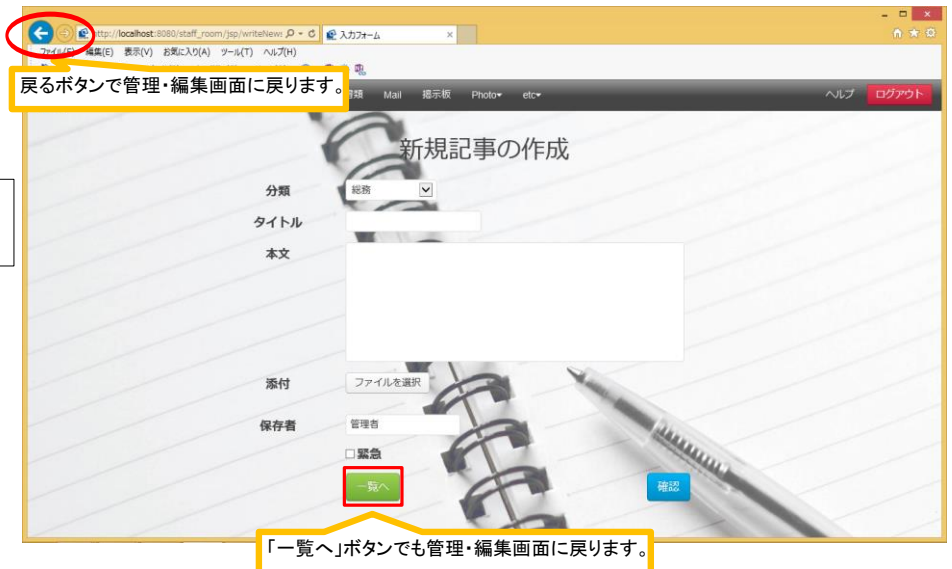 http://localhost:8080/staff_room/jsp/writeNews
入力フォーム
ファイル(F) 編集(E) 表示(V) お気に入り(A) ツール(T) ヘルプ(H)
戻るボタンで管理・編集画面に戻ります。
Mail 掲示板 Photo etc
ヘルプ ログアウト
新規記事の作成
分類 総務
タイトル
本文
添付 ファイルを選択
保存者 管理者
緊急
一覧へ 確認
「一覧へ」ボタンでも管理・編集画面に戻ります。